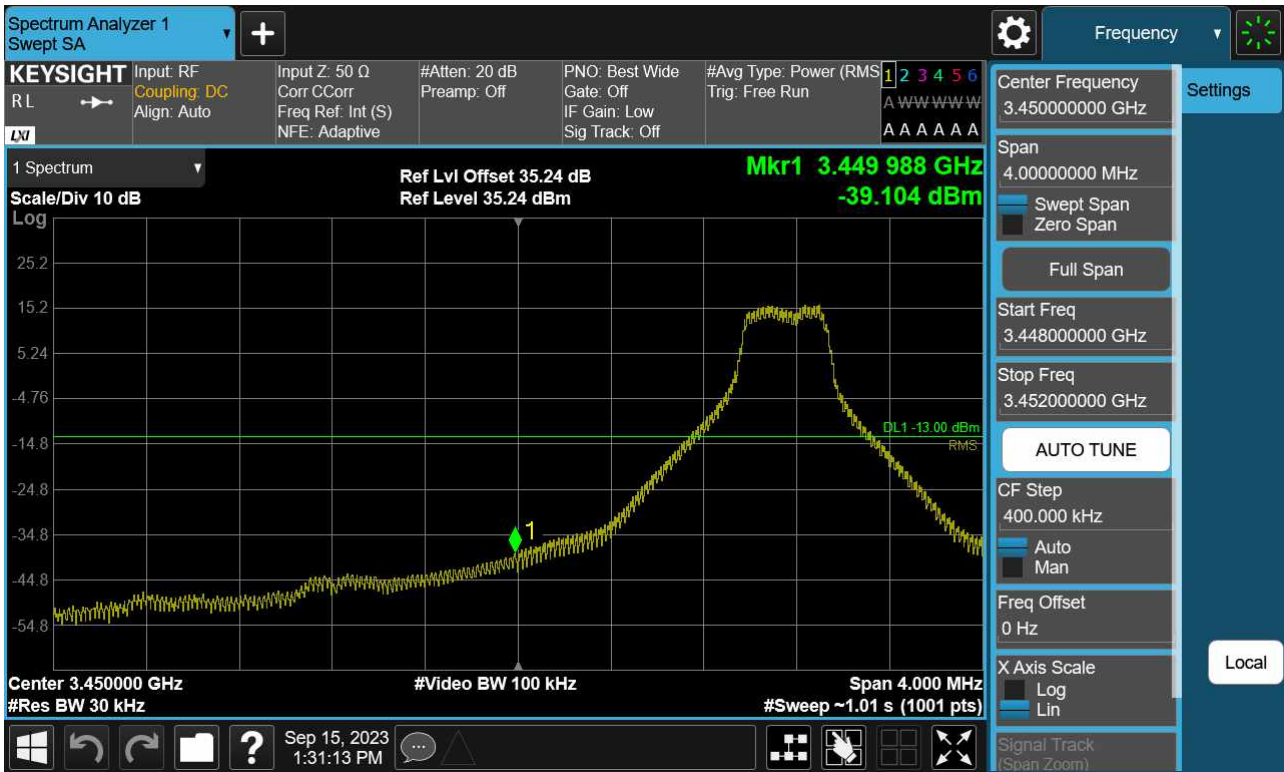 Spectrum Analyzer 1
Swept SA
Frequency
KEYSIGHT
RL
LXI
Input: RF
Coupling: DC
Align: Auto
Input Z: 50 Ω
Corr CCorr
Freq Ref: Int (S)
NFE: Adaptive
#Atten: 20 dB
Preamp: Off
PNO: Best Wide
Gate: Off
IF Gain: Low
Sig Track: Off
#Avg Type: Power (RMS
Trig: Free Run
1 2 3 4 5 6
A W W W W W
A A A A A A
1 Spectrum
Scale/Div 10 dB
Log
Ref Lvl Offset 35.24 dB
Ref Level 35.24 dBm
Mkr1 3.449 988 GHz
-39.104 dBm
25.2
15.2
5.24
-4.76
-14.8
-24.8
-34.8
-44.8
-54.8
DL1 -13.00 dBm
RMS
1
Center 3.450000 GHz
#Res BW 30 kHz
#Video BW 100 kHz
Span 4.000 MHz
#Sweep ~1.01 s (1001 pts)
Center Frequency
3.450000000 GHz
Span
4.00000000 MHz
Swept Span
Zero Span
Full Span
Start Freq
3.448000000 GHz
Stop Freq
3.452000000 GHz
AUTO TUNE
CF Step
400.000 kHz
Auto
Man
Freq Offset
0 Hz
X Axis Scale
Log
Lin
Signal Track
(Span Zoom)
Settings
Local
?
Sep 15, 2023
1:31:13 PM